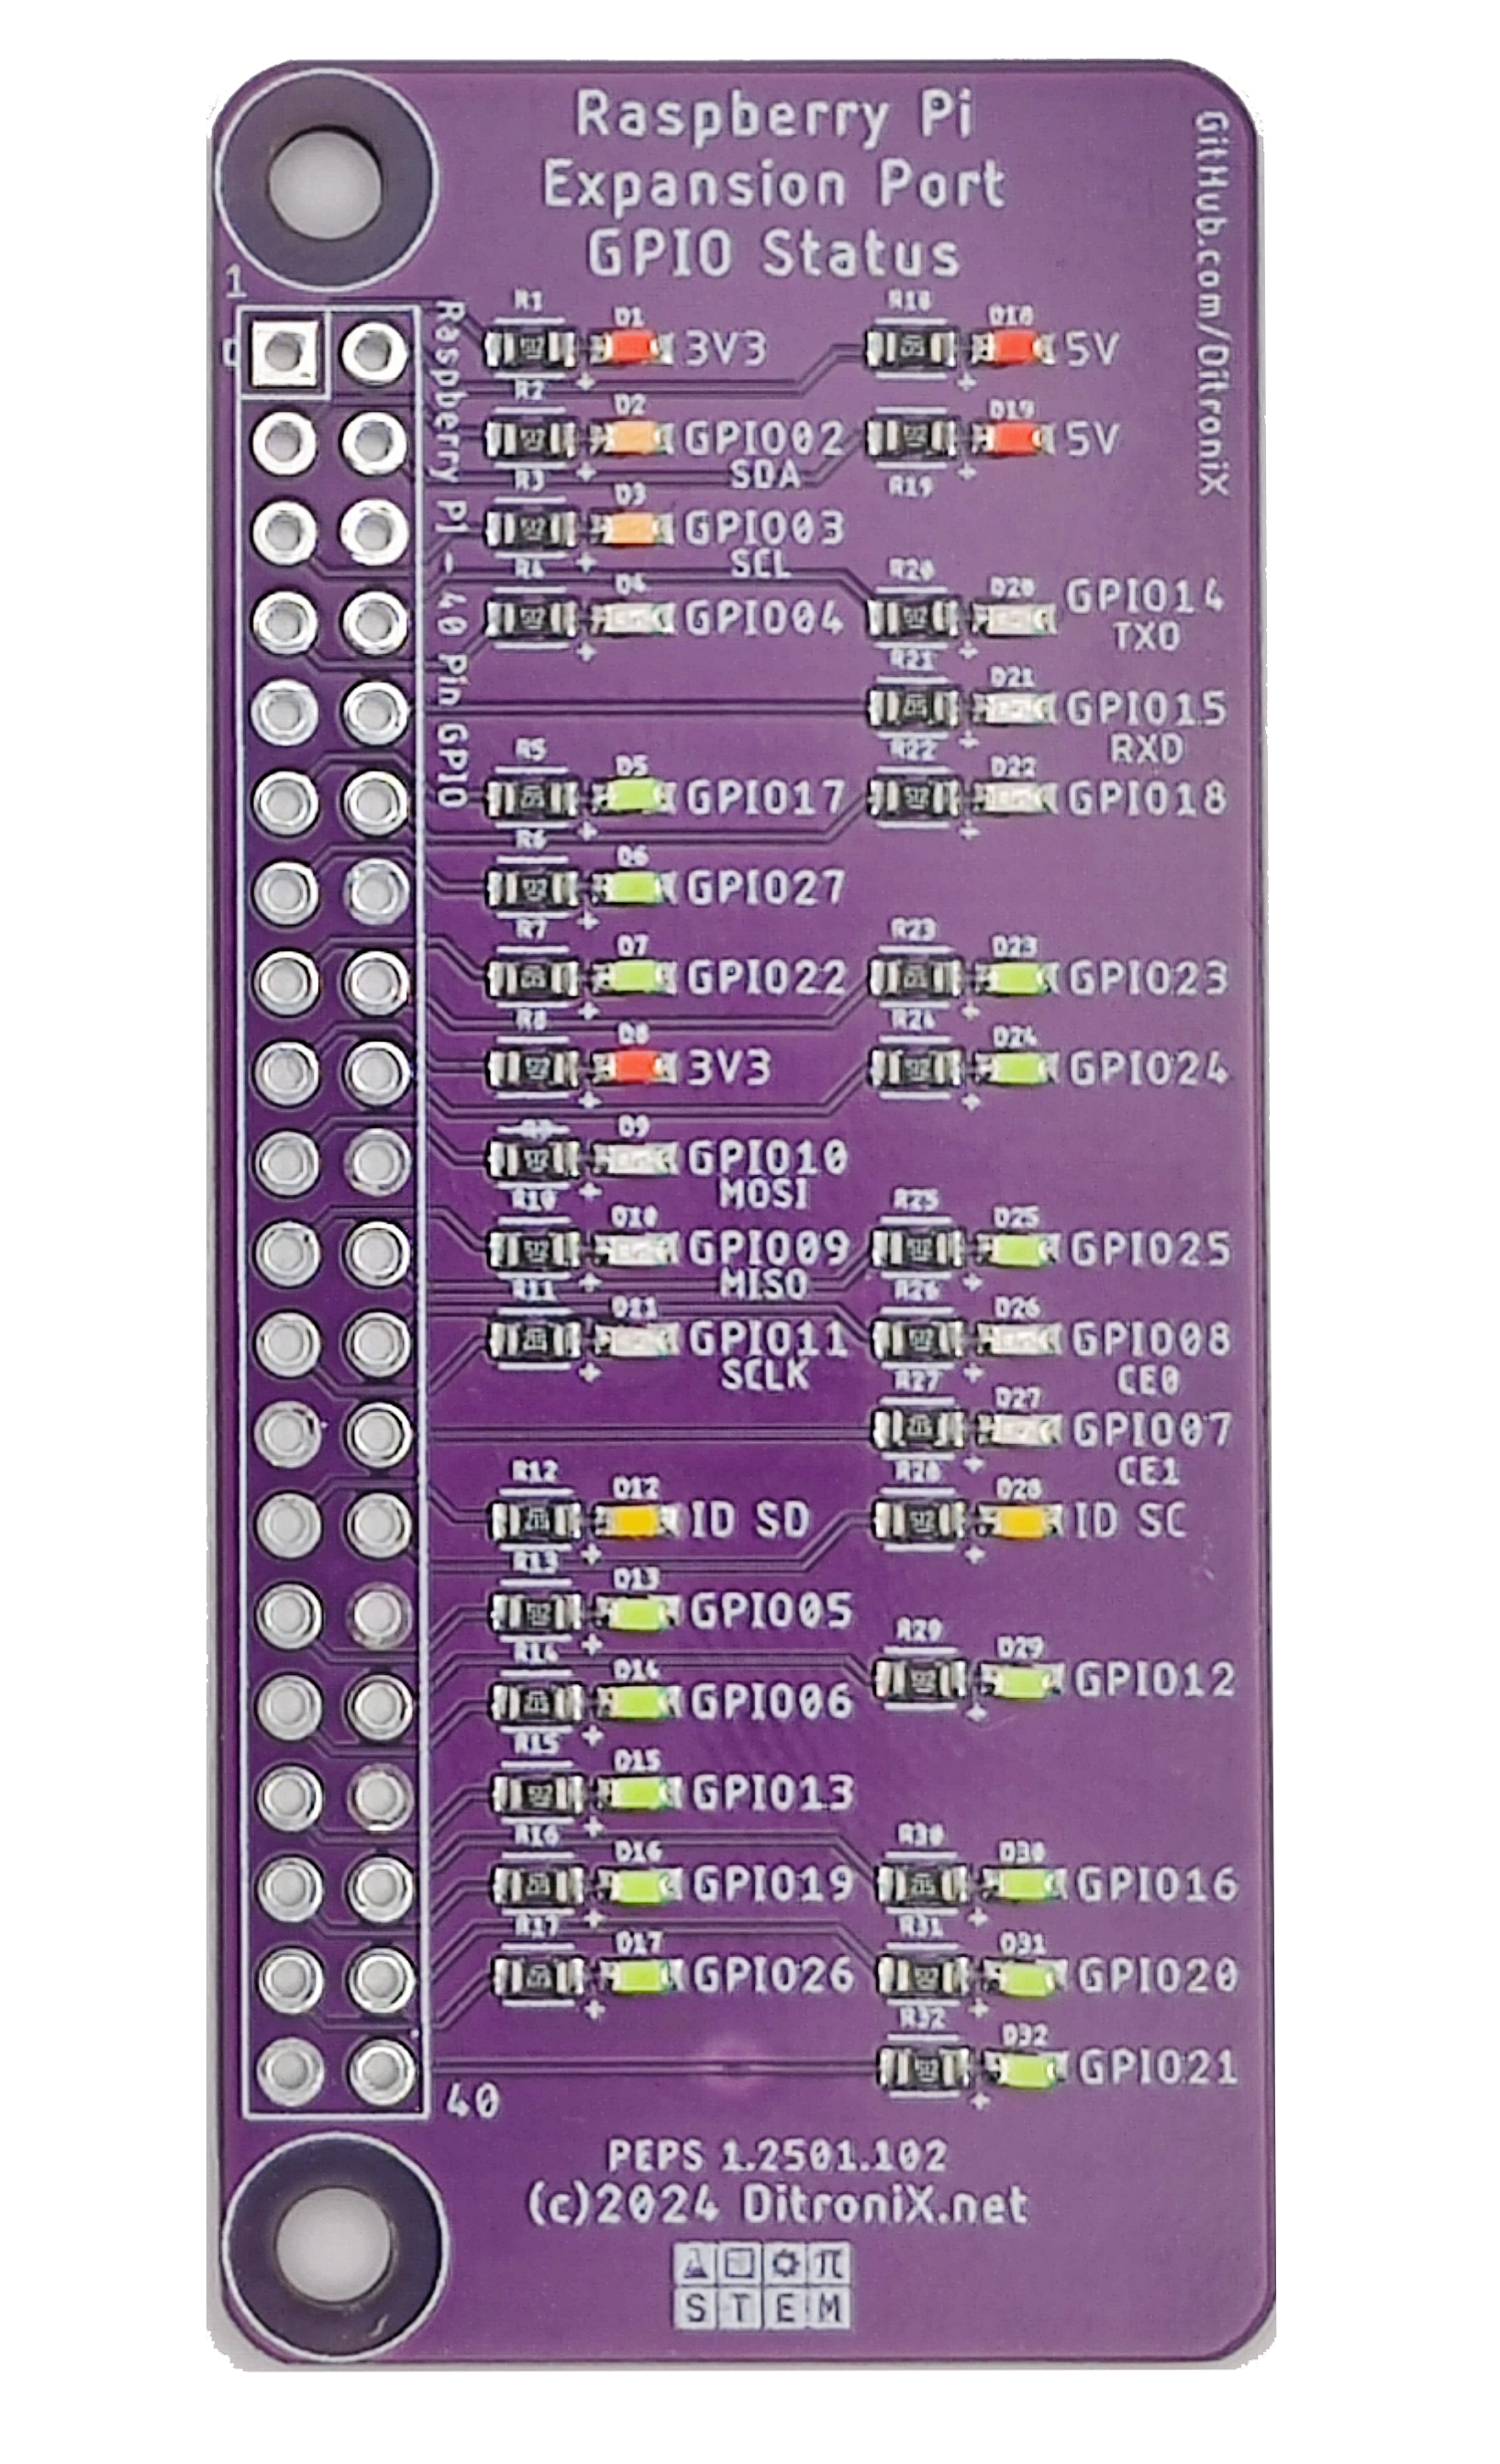 Raspberry Pi
Expansion Port
GPIO Status
GitHub.com/DitroniX
1
Raspberry Pi - 40 Pin GPIO
R1 D1 3V3
R18 D18 5V
R2 D2 GPIO02
SDA
D19 5V
R19
R3 D3 GPIO03
SCL
R4 D4 GPIO04
R20 D20 GPIO14
TXD
R21 D21 GPIO15
RXD
R5 D5 GPIO17
R22 D22 GPIO18
R6 D6 GPIO27
R7 D7 GPIO22
R23 D23 GPIO23
R8 D8 3V3
R24 D24 GPIO24
R9 D9 GPIO10
MOSI
R10 D10 GPIO09
MISO
R25 D25 GPIO25
R11 D11 GPIO11
SCLK
R26 D26 GPIO08
CE0
R27 D27 GPIO07
CE1
R12 D12 ID SD
R28 D28 ID SC
R13 D13 GPIO05
R14 D14 GPIO06
R29 D29 GPIO12
R15 D15 GPIO13
R16 D16 GPIO19
R30 D30 GPIO16
R17 D17 GPIO26
R31 D31 GPIO20
R32 D32 GPIO21
40
PEPS 1.2501.102
(c)2024 DitroniX.net
π
STEM